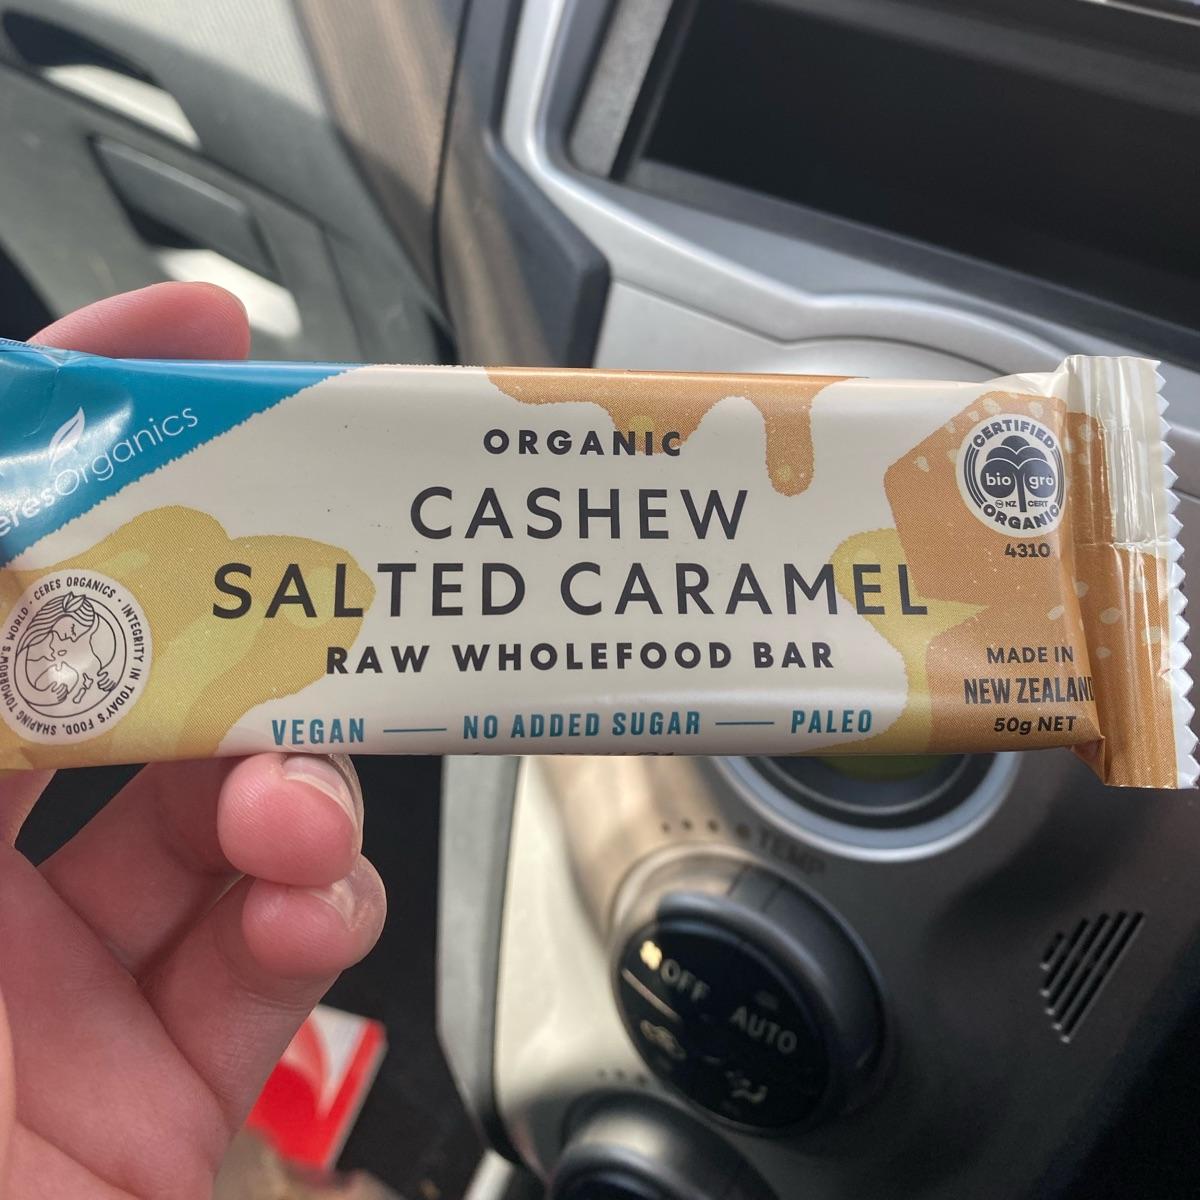 eresOrganics
ORGANIC
CASHEW
SALTED CARAMEL
RAW WHOLEFOOD BAR
VEGAN — NO ADDED SUGAR — PALEO
CERES ORGANICS • INTEGRITY IN TODAY'S FOOD, SHAPING TOMORROW'S WORLD •
CERTIFIED
bio gro
NZ CERT
ORGANIC
4310
MADE IN
NEW ZEALAND
50g NET
TEMP
OFF
AUTO